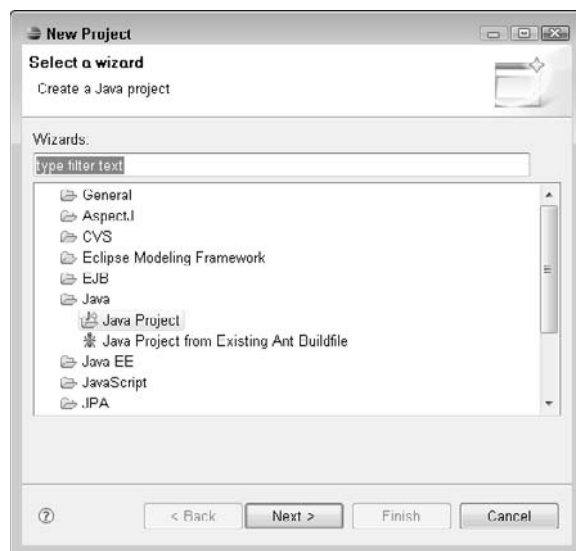 New Project
Select a wizard
Create a Java project
Wizards:
type filter text
General
AspectJ
CVS
Eclipse Modeling Framework
EJB
Java
Java Project
Java Project from Existing Ant Buildfile
Java EE
JavaScript
JPA
?
< Back Next > Finish Cancel